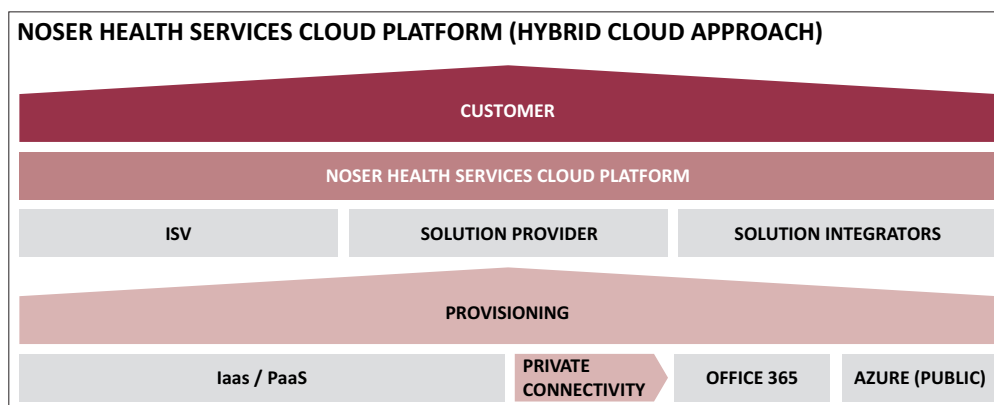 NOSER HEALTH SERVICES CLOUD PLATFORM (HYBRID CLOUD APPROACH)
CUSTOMER
NOSER HEALTH SERVICES CLOUD PLATFORM
ISV
SOLUTION PROVIDER
SOLUTION INTEGRATORS
PROVISIONING
Iaas / PaaS
PRIVATE
CONNECTIVITY
OFFICE 365
AZURE (PUBLIC)